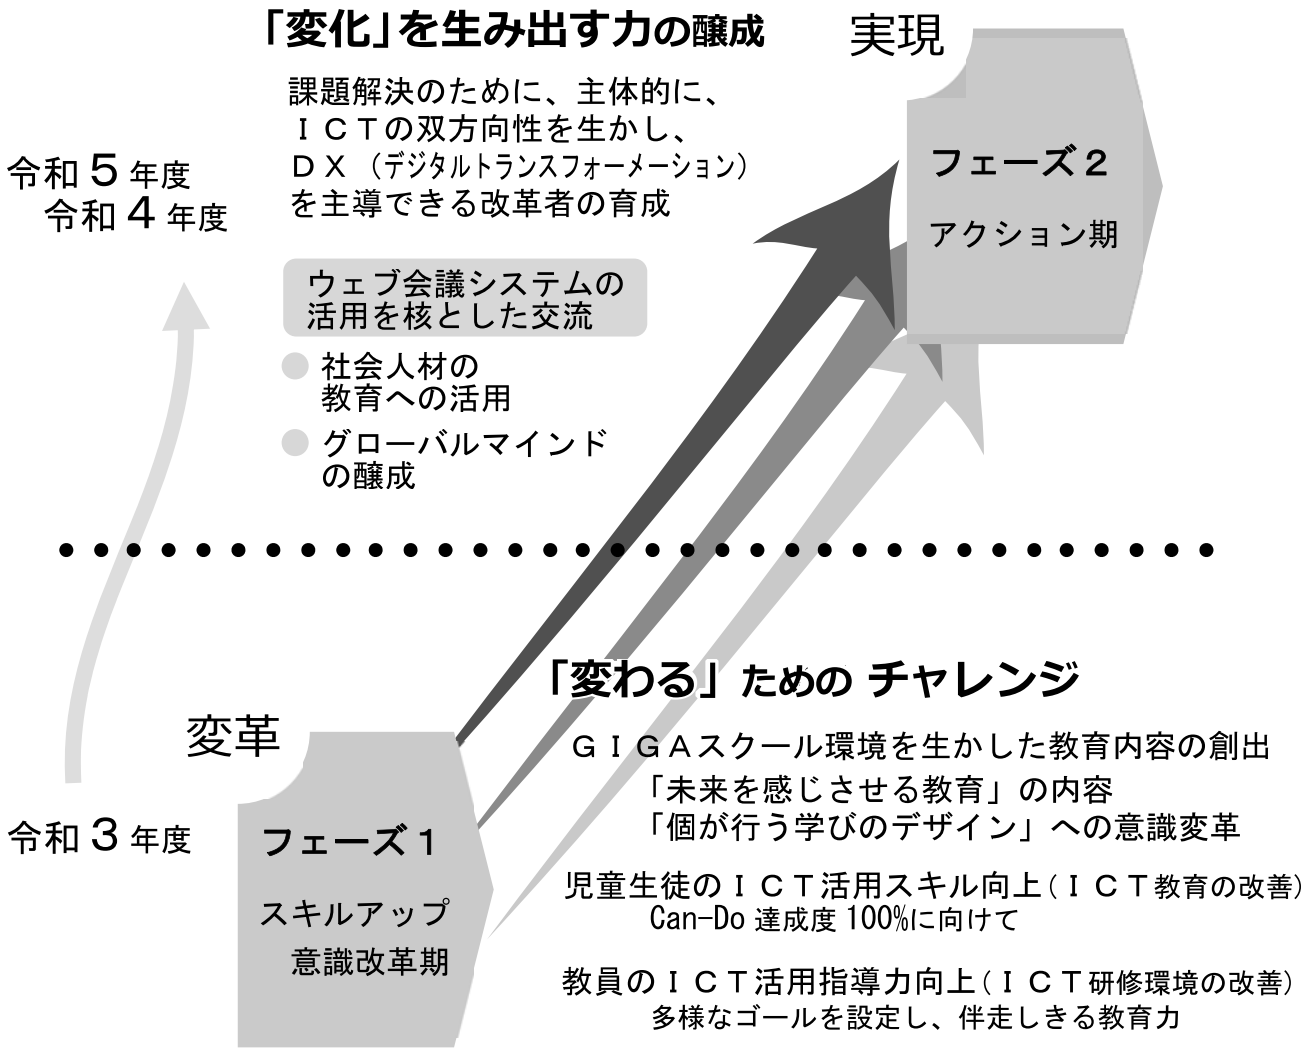 「変化」を生み出す力の醸成
課題解決のために、主体的に、
ＩＣＴの双方向性を生かし、
ＤＸ（デジタルトランスフォーメーション）
を主導できる改革者の育成
令和５年度
令和４年度
ウェブ会議システムの
活用を核とした交流
社会人材の
教育への活用
グローバルマインド
の醸成
実現
フェーズ２
アクション期
「変わる」ための チャレンジ
ＧＩＧＡスクール環境を生かした教育内容の創出
「未来を感じさせる教育」の内容
「個が行う学びのデザイン」への意識変革
児童生徒のＩＣＴ活用スキル向上(ＩＣＴ教育の改善)
Can-Do 達成度 100%に向けて
教員のＩＣＴ活用指導力向上(ＩＣＴ研修環境の改善)
多様なゴールを設定し、伴走しきる教育力
変革
令和３年度
フェーズ１
スキルアップ
意識改革期